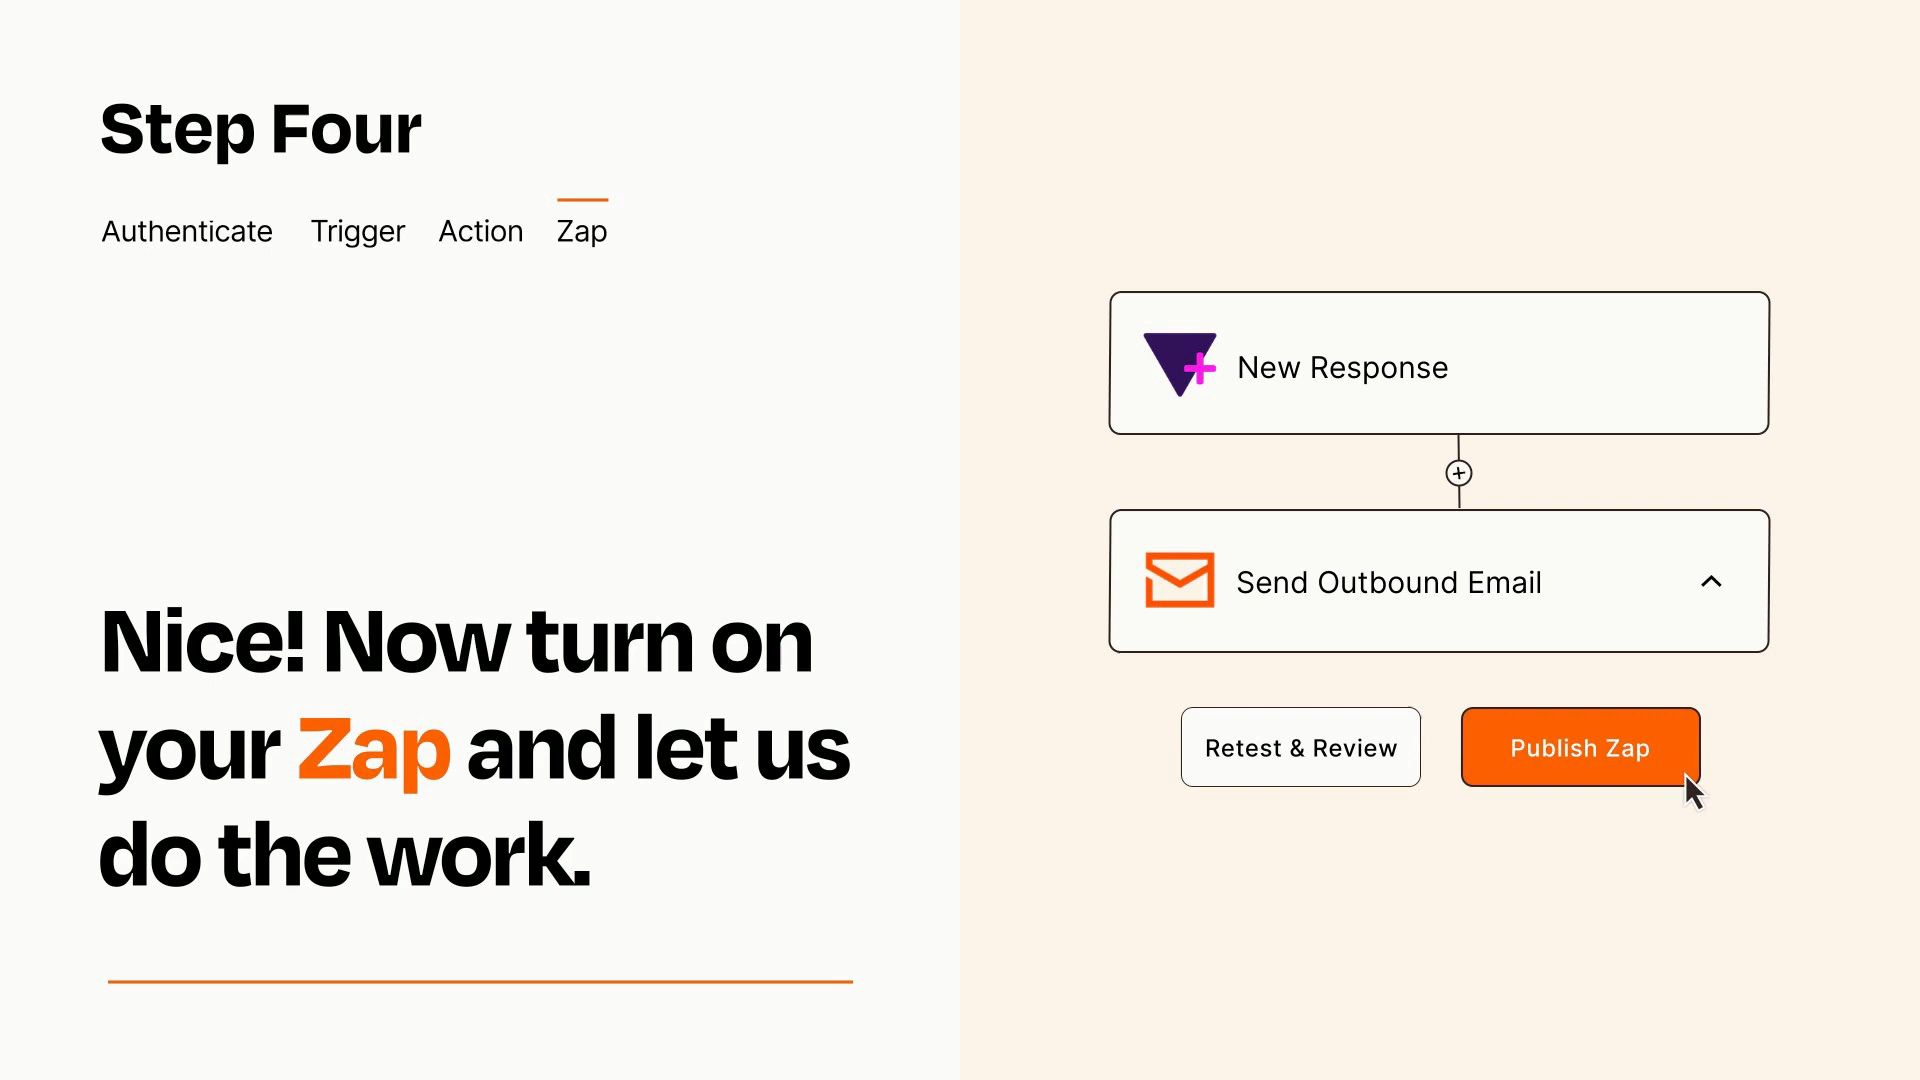 Step Four
Authenticate Trigger Action Zap
Nice! Now turn on
your Zap and let us
do the work.
New Response
Send Outbound Email
Retest & Review
Publish Zap